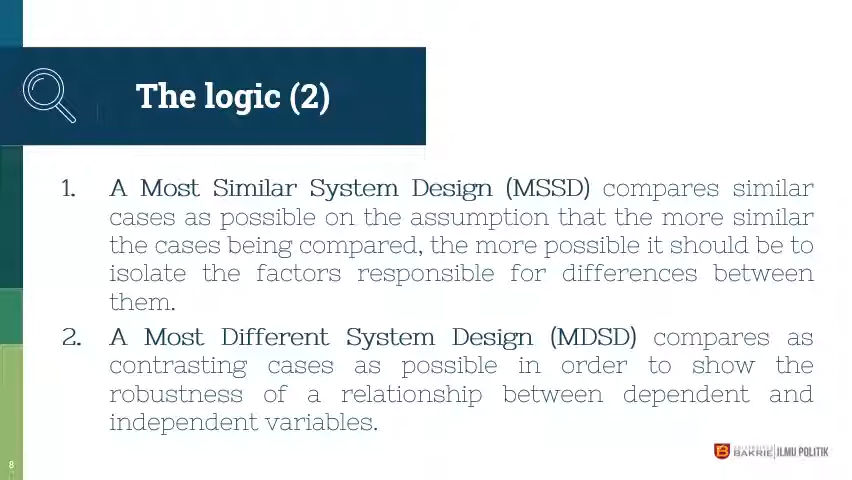 The logic (2)
1. A Most Similar System Design (MSSD) compares similar
cases as possible on the assumption that the more similar
the cases being compared, the more possible it should be to
isolate the factors responsible for differences between
them.
2. A Most Different System Design (MDSD) compares as
contrasting cases as possible in order to show the
robustness of a relationship between dependent and
independent variables.
UNIVERSITAS
BAKRIE ILMU POLITIK
8